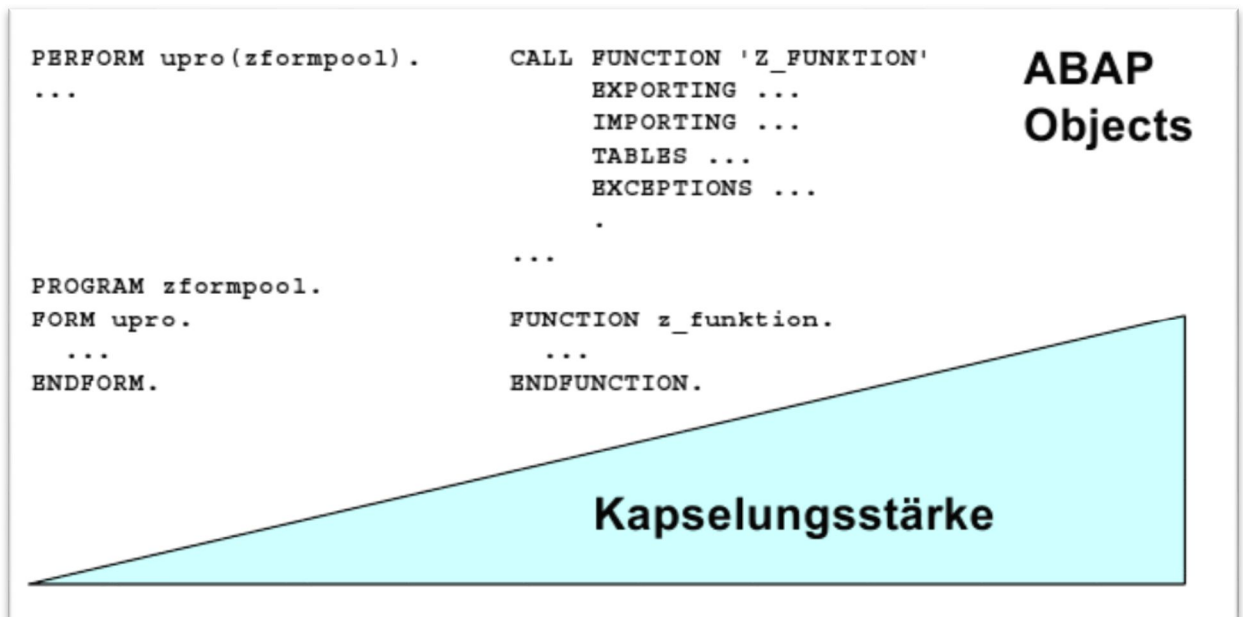 PERFORM upro(zformpool).
...
PROGRAM zformpool.
FORM upro.
...
ENDFORM.
CALL FUNCTION 'Z_FUNKTION'
EXPORTING ...
IMPORTING ...
TABLES ...
EXCEPTIONS ...
.
...
FUNCTION z_funktion.
...
ENDFUNCTION.
ABAP
Objects
Kapselungsstärke